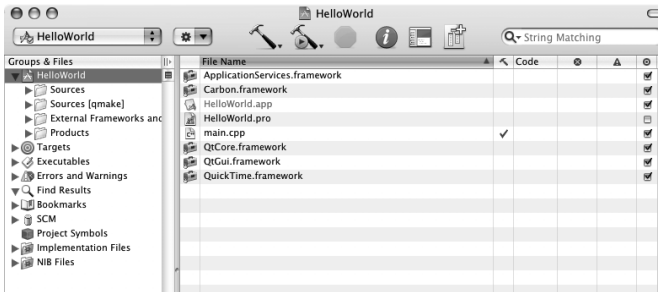 HelloWorld
HelloWorld
String Matching
Groups & Files
File Name
Code
HelloWorld
Sources
Sources [qmake]
External Frameworks and
Products
Targets
Executables
Errors and Warnings
Find Results
Bookmarks
SCM
Project Symbols
Implementation Files
NIB Files
ApplicationServices.framework
Carbon.framework
HelloWorld.app
HelloWorld.pro
main.cpp
QtCore.framework
QtGui.framework
QuickTime.framework